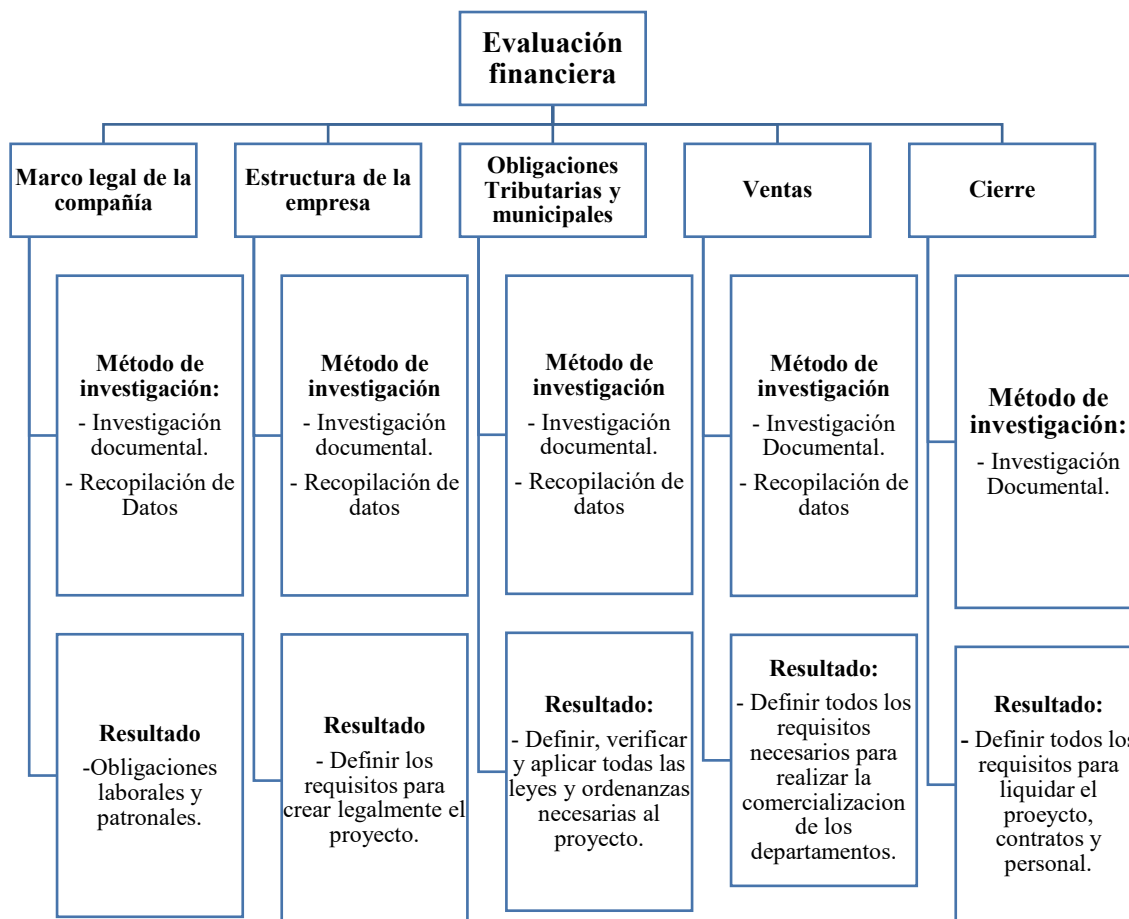 Evaluación
financiera
Marco legal de la
compañía
Estructura de la
empresa
Obligaciones
Tributarias y
municipales
Ventas
Cierre
Método de
investigación:
- Investigación
documental.
- Recopilación de
Datos
Método de
investigación
- Investigación
documental.
- Recopilación de
datos
Método de
investigación
- Investigación
documental.
- Recopilación de
datos
Método de
investigación
- Investigación
Documental.
- Recopilación de
datos
Método de
investigación:
- Investigación
Documental.
Resultado
-Obligaciones
laborales y
patronales.
Resultado
- Definir los
requisitos para
crear legalmente el
proyecto.
Resultado:
- Definir, verificar
y aplicar todas las
leyes y ordenanzas
necesarias al
proyecto.
Resultado:
- Definir todos los
requisitos
necesarios para
realizar la
comercializacion
de los
departamentos.
Resultado:
- Definir todos los
requisitos para
liquidar el
proeycto,
contratos y
personal.